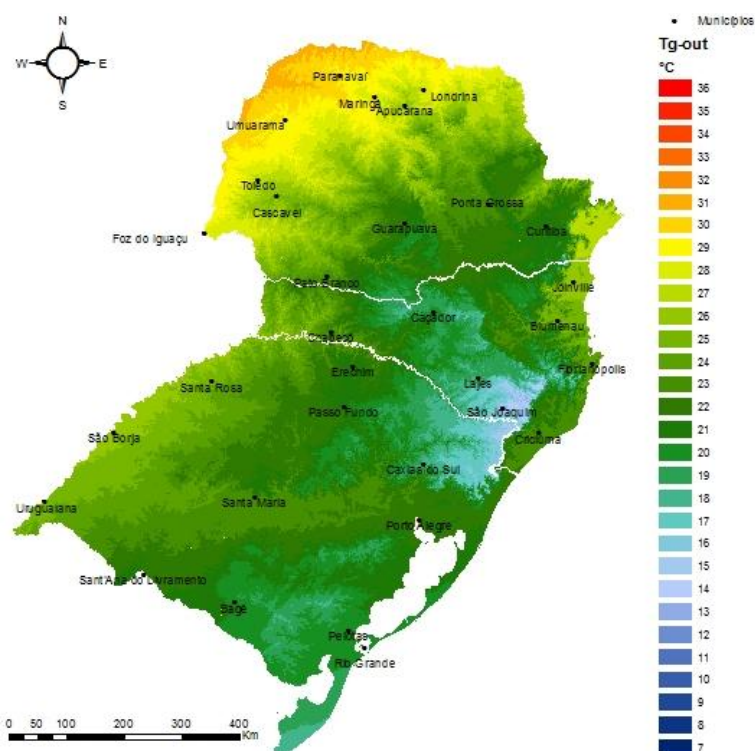 N
W E
S
Municípios
Tg-out
°C
36
35
34
33
32
31
30
29
28
27
26
25
24
23
22
21
20
19
18
17
16
15
14
13
12
11
10
9
8
7
Paranavaí
Londrina
Maringá
Apucarana
Umuarama
Toledo
Cascavel
Ponta Grossa
Guarapuava
Curitiba
Foz do Iguaçu
Pato Branco
Joinville
Caçador
Blumenau
Chapecó
Florianópolis
Erechim
Lajes
Santa Rosa
Passo Fundo
São Joaquim
São Borja
Criciúma
Caxias do Sul
Santa Maria
Uruguaiana
Porto Alegre
Sant'Ana do Livramento
Bagé
Pelotas
Rio Grande
0 50 100 200 300 400
Km